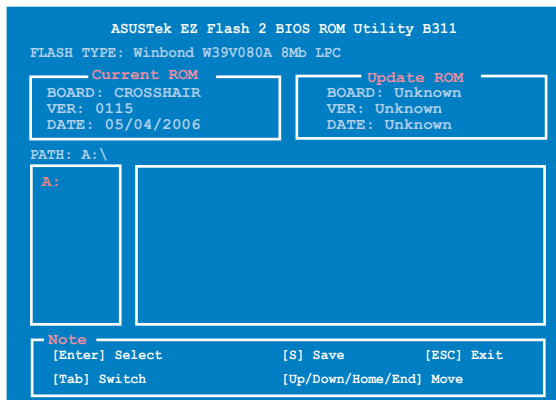 ASUSTek EZ Flash 2 BIOS ROM Utility B311
FLASH TYPE: Winbond W39V080A 8Mb LPC
Current ROM
BOARD: CROSSHAIR
VER: 0115
DATE: 05/04/2006
Update ROM
BOARD: Unknown
VER: Unknown
DATE: Unknown
PATH: A:\
A:
Note
[Enter] Select [S] Save [ESC] Exit
[Tab] Switch [Up/Down/Home/End] Move